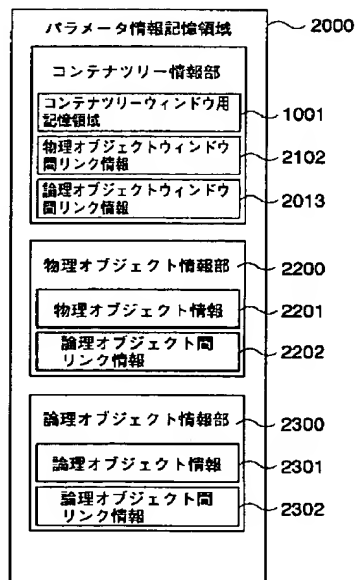 パラメータ情報記憶領域 2000
コンテナツリー情報部
コンテナツリーウィンドウ用
記憶領域 1001
物理オブジェクトウィンドウ
間リンク情報 2102
論理オブジェクトウィンドウ
間リンク情報 2013
物理オブジェクト情報部 2200
物理オブジェクト情報 2201
論理オブジェクト間
リンク情報 2202
論理オブジェクト情報部 2300
論理オブジェクト情報 2301
論理オブジェクト間
リンク情報 2302